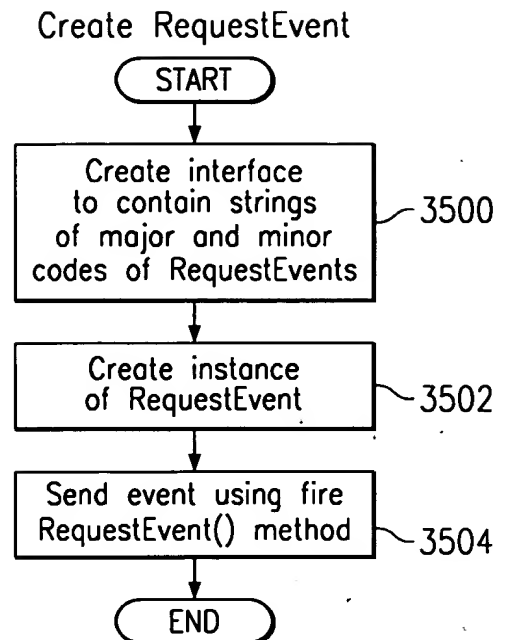 Create RequestEvent
START
Create interface
to contain strings
of major and minor
codes of RequestEvents
3500
Create instance
of RequestEvent
3502
Send event using fire
RequestEvent() method
3504
END